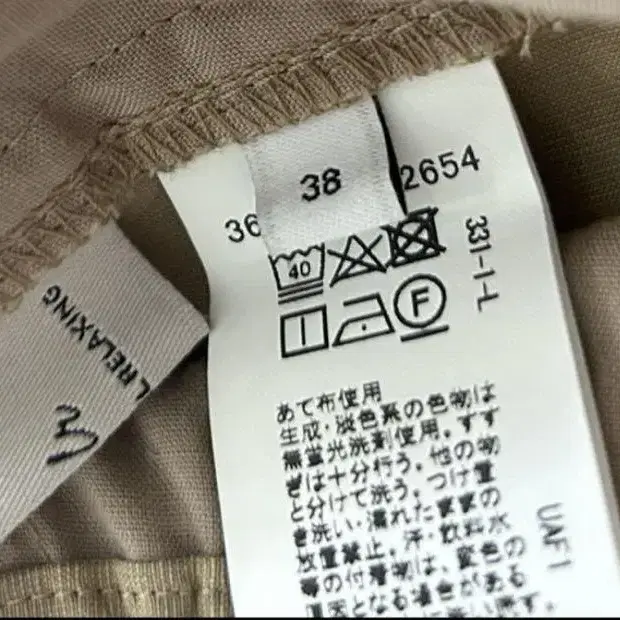 38
36
2654
40
F
331-1-L
L RELAXING
あて布使用
生成・淡色系の色物は
無蛍光洗剤使用。すす
ぎは十分行う。他の物
と分けて洗う。つけ置
き洗い・濡れたままの
放置禁止。汗・飲料水
等の付着物は、変色の
原因となる場合がある
UAF1